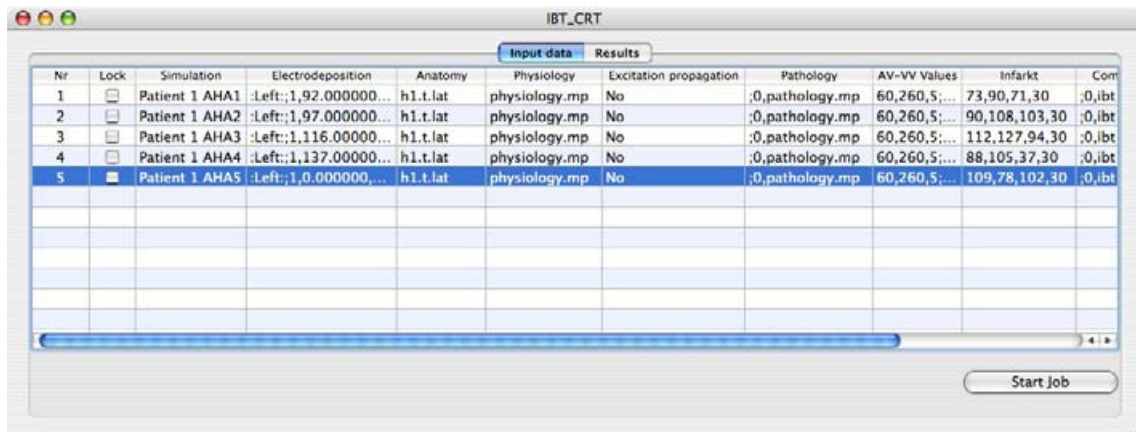 IBT_CRT
Input data Results
Nr Lock Simulation Electrodeposition Anatomy Physiology Excitation propagation Pathology AV-VV Values Infarkt Com
1 Patient 1 AHA1 :Left:;1,92.000000... h1.t.lat physiology.mp No ;0,pathology.mp 60,260,5;... 73,90,71,30 ;0,ibt
2 Patient 1 AHA2 :Left:;1,97.000000... h1.t.lat physiology.mp No ;0,pathology.mp 60,260,5;... 90,108,103,30 ;0,ibt
3 Patient 1 AHA3 :Left:;1,116.00000... h1.t.lat physiology.mp No ;0,pathology.mp 60,260,5;... 112,127,94,30 ;0,ibt
4 Patient 1 AHA4 :Left:;1,137.00000... h1.t.lat physiology.mp No ;0,pathology.mp 60,260,5;... 88,105,37,30 ;0,ibt
5 Patient 1 AHA5 :Left:;1,0.000000,... h1.t.lat physiology.mp No ;0,pathology.mp 60,260,5;... 109,78,102,30 ;0,ibt
Start Job